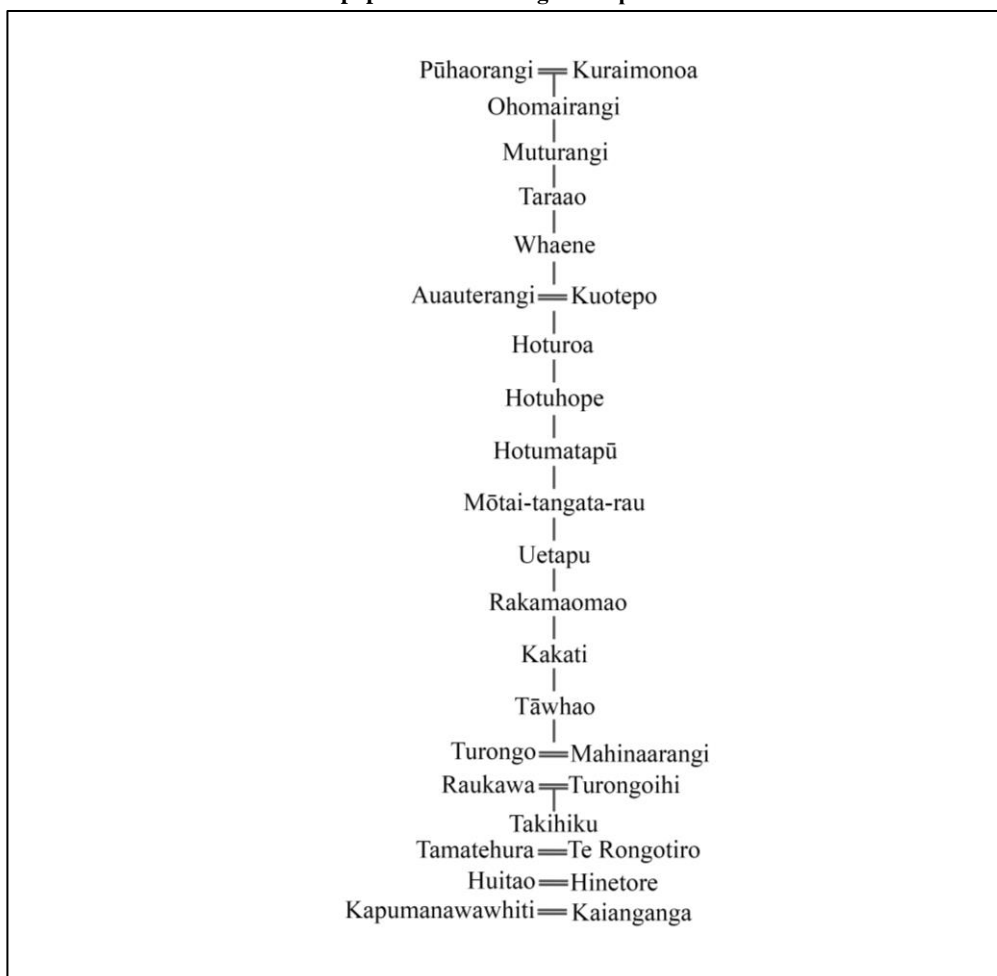 Pūhaorangi Kuraimonoa
Ohomairangi
Muturangi
Taraao
Whaene
Auauterangi Kuotepo
Hoturoa
Hotuhope
Hotumatapū
Mōtai-tangata-rau
Uetapu
Rakamaomao
Kakati
Tāwhao
Turongo Mahinaarangi
Raukawa Turongoihi
Takihiku
Tamatehura Te Rongotiro
Huitao Hinetore
Kapumanawawhiti Kaianganga